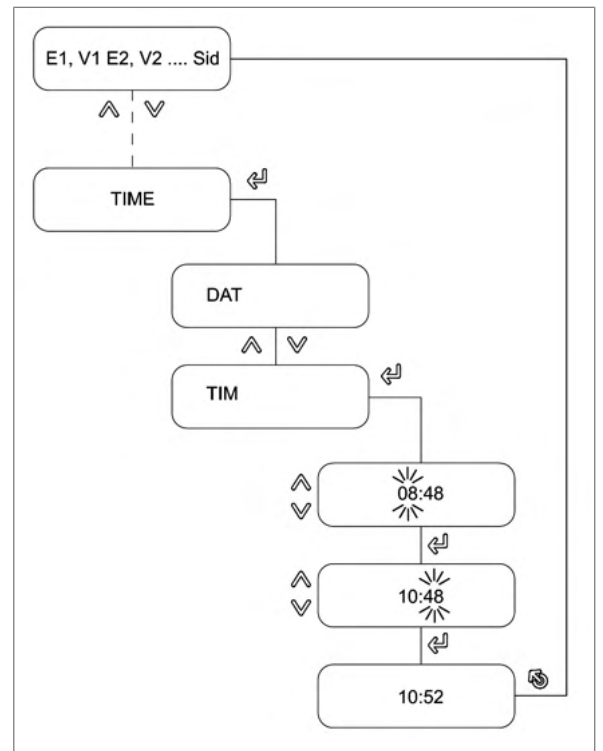 E1, V1 E2, V2 .... Sid
TIME
DAT
TIM
08:48
10:48
10:52